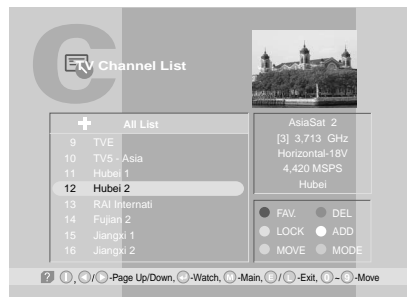 TV Channel List
All List
9 TVE
10 TV5 - Asia
11 Hubei 1
12 Hubei 2
13 RAI Internati
14 Fujian 2
15 Jiangxi 1
16 Jiangxi 2
AsiaSat 2
[3] 3,713 GHz
Horizontal-18V
4,420 MSPS
Hubei
FAV. DEL
LOCK ADD
MOVE MODE
? -Page Up/Down, -Watch, M -Main, / -Exit, 0 ~ 9 -Move